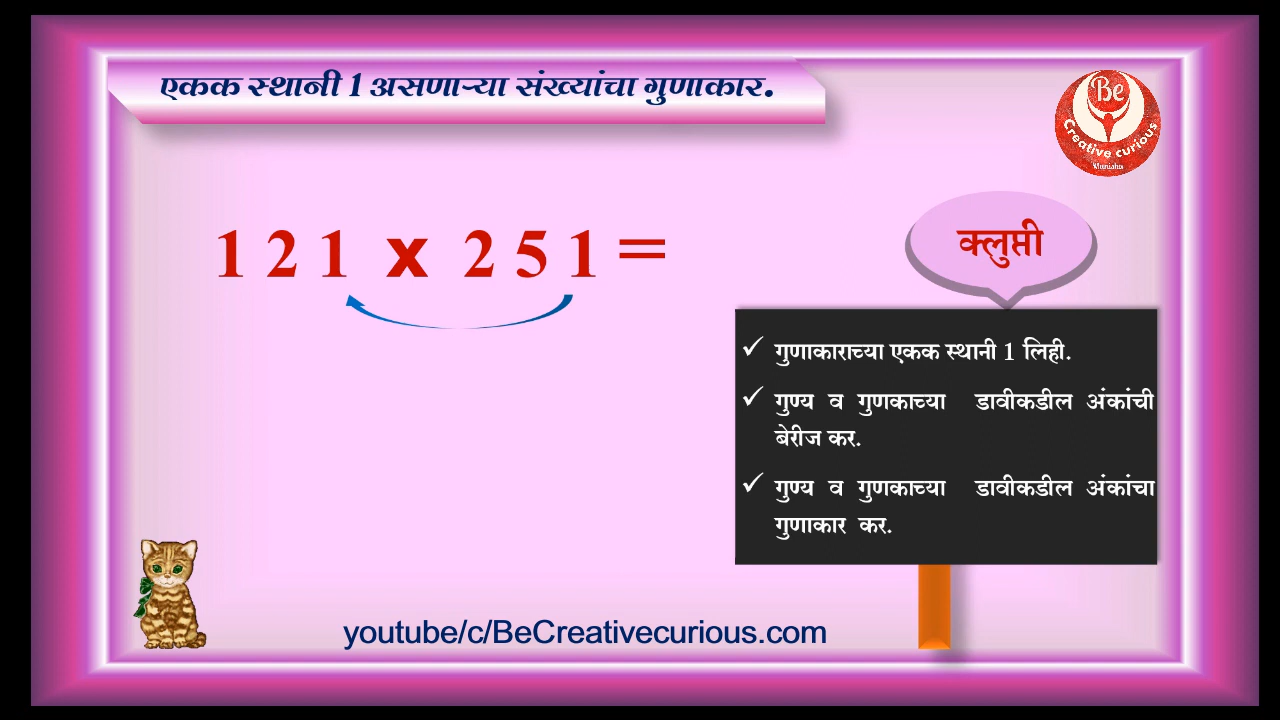 एकक स्थानी 1 असणाऱ्या संख्यांचा गुणाकार.
Be
Creative curious
Manisha
1 2 1 x 2 5 1 =
क्लुप्ती
✓ गुणाकाराच्या एकक स्थानी 1 लिही.
✓ गुण्य व गुणकाच्या डावीकडील अंकांची
बेरीज कर.
✓ गुण्य व गुणकाच्या डावीकडील अंकांचा
गुणाकार कर.
youtube/c/BeCreativecurious.com